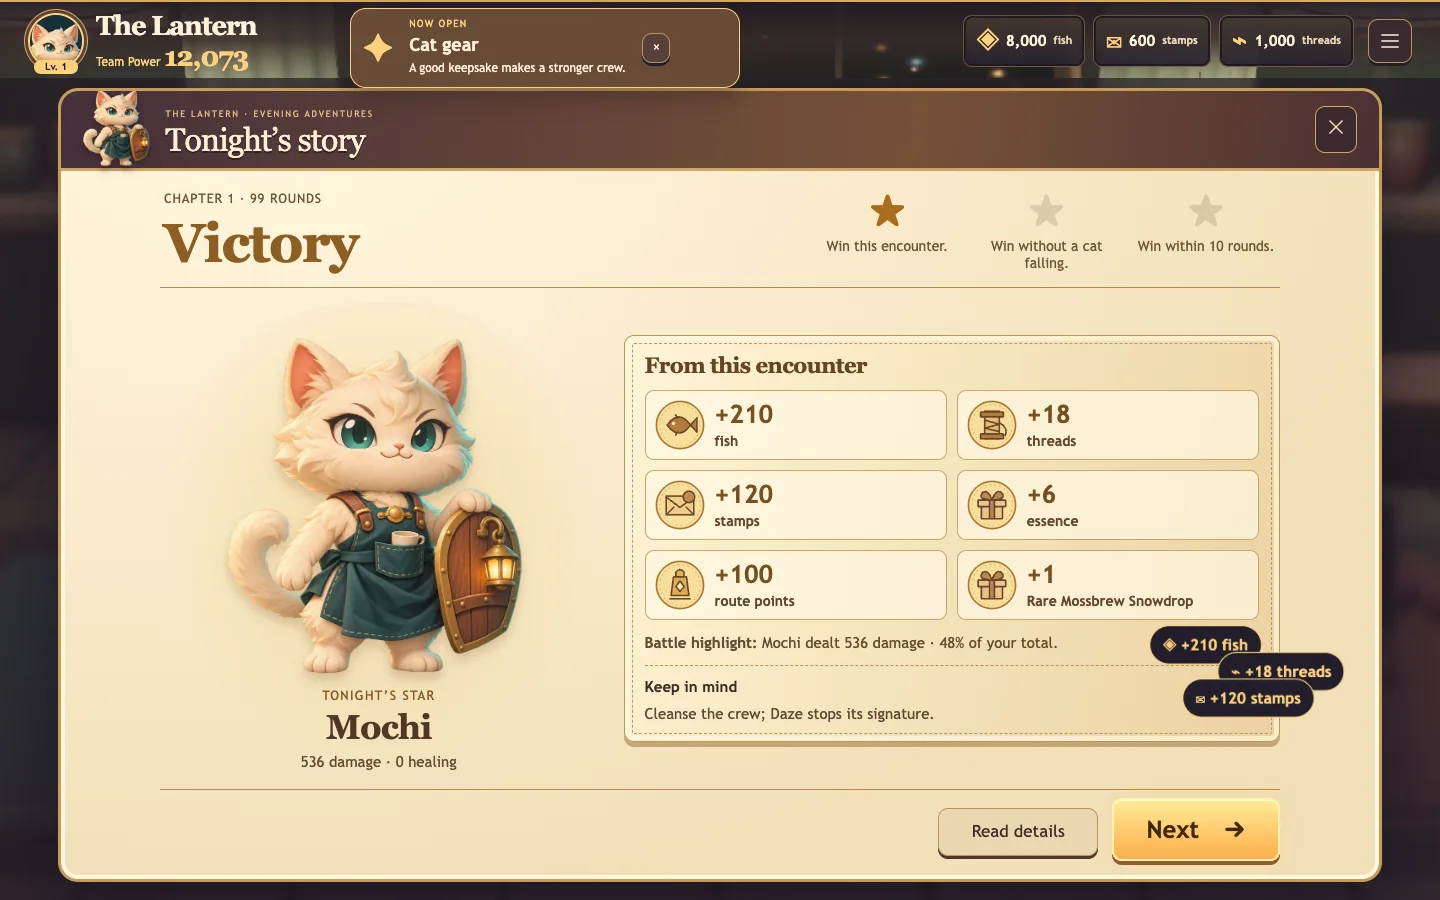 The Lantern
Team Power 12,073
Lv. 1
NOW OPEN
Cat gear
A good keepsake makes a stronger crew.
×
8,000 fish
600 stamps
1,000 threads
THE LANTERN · EVENING ADVENTURES
Tonight's story
CHAPTER 1 · 99 ROUNDS
Victory
Win this encounter.
Win without a cat
falling.
Win within 10 rounds.
TONIGHT'S STAR
Mochi
536 damage · 0 healing
From this encounter
+210
fish
+18
threads
+120
stamps
+6
essence
+100
route points
+1
Rare Mossbrew Snowdrop
Battle highlight: Mochi dealt 536 damage · 48% of your total.
+210 fish
+18 threads
+120 stamps
Keep in mind
Cleanse the crew; Daze stops its signature.
Read details
Next →